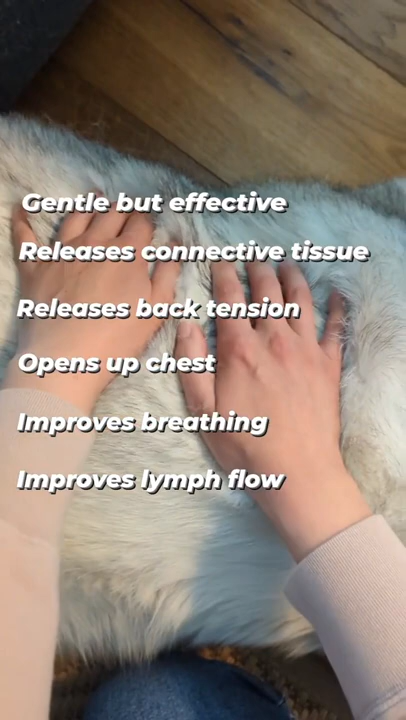 Gentle but effective
Releases connective tissue
Releases back tension
Opens up chest
Improves breathing
Improves lymph flow